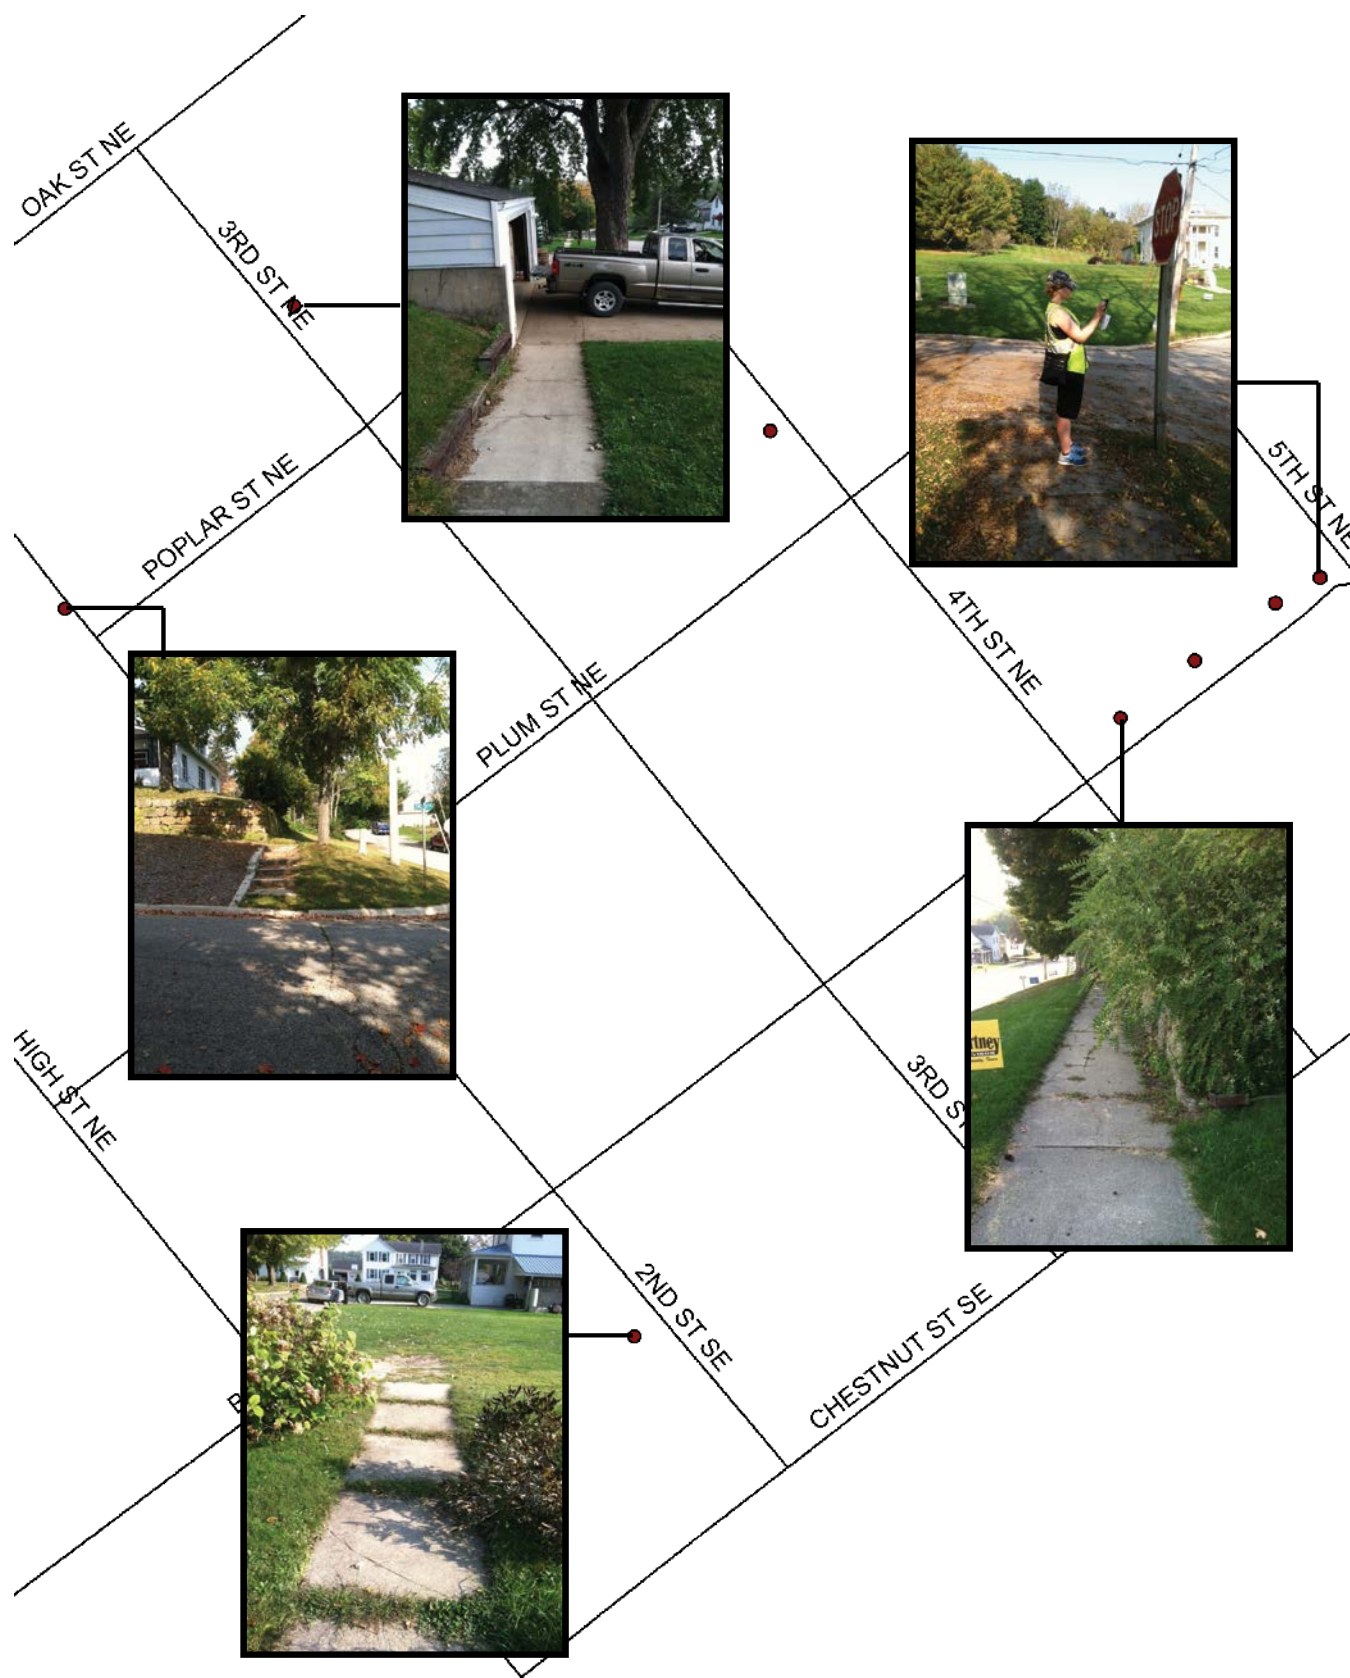 OAK ST NE
3RD ST NE
STOP
5TH ST NE
POPLAR ST NE
4TH ST NE
PLUM ST NE
HIGH ST NE
3RD ST
rtney
2ND ST SE
CHESTNUT ST SE